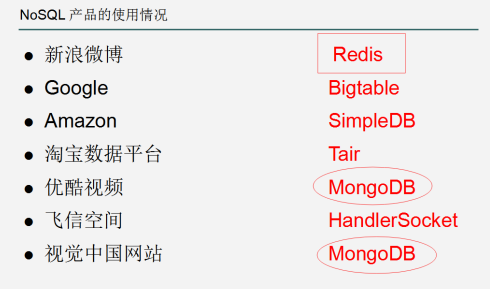 NoSQL 产品的使用情况
新浪微博 Redis
Google Bigtable
Amazon SimpleDB
淘宝数据平台 Tair
优酷视频 MongoDB
飞信空间 HandlerSocket
视觉中国网站 MongoDB